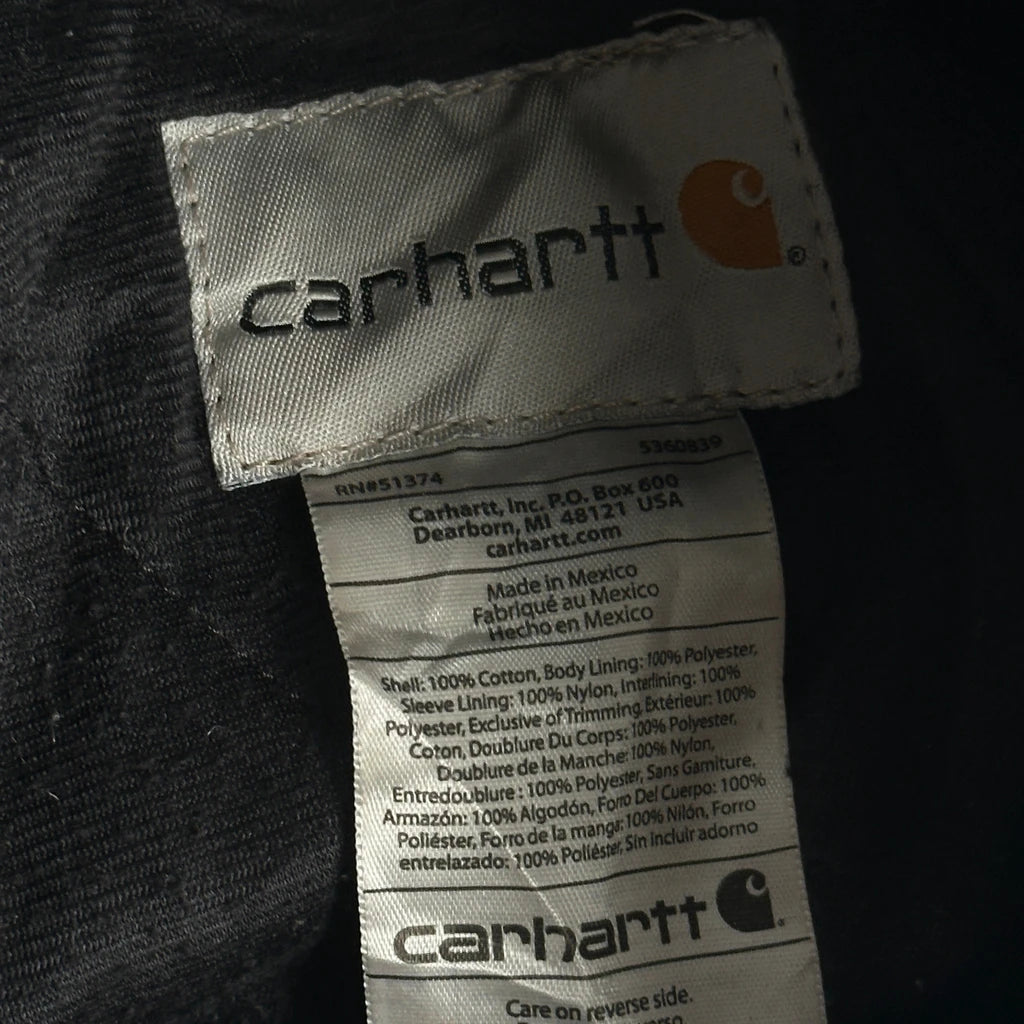 carhartt
®
RN#51374 5360839
Carhartt, Inc. P.O. Box 600
Dearborn, MI 48121 USA
carhartt.com
Made in Mexico
Fabriqué au Mexico
Hecho en Mexico
Shell: 100% Cotton, Body Lining: 100% Polyester,
Sleeve Lining: 100% Nylon, Interlining: 100%
Polyester, Exclusive of Trimming Extérieur: 100%
Coton, Doublure Du Corps: 100% Polyester,
Doublure de la Manche: 100% Nylon,
Entredoublure : 100% Polyester, Sans Garniture,
Armazón: 100% Algodón, Forro Del Cuerpo: 100%
Poliéster, Forro de la manga: 100% Nilón, Forro
entrelazado: 100% Poliéster, Sin incluir adorno
carhartt
Care on reverse side.